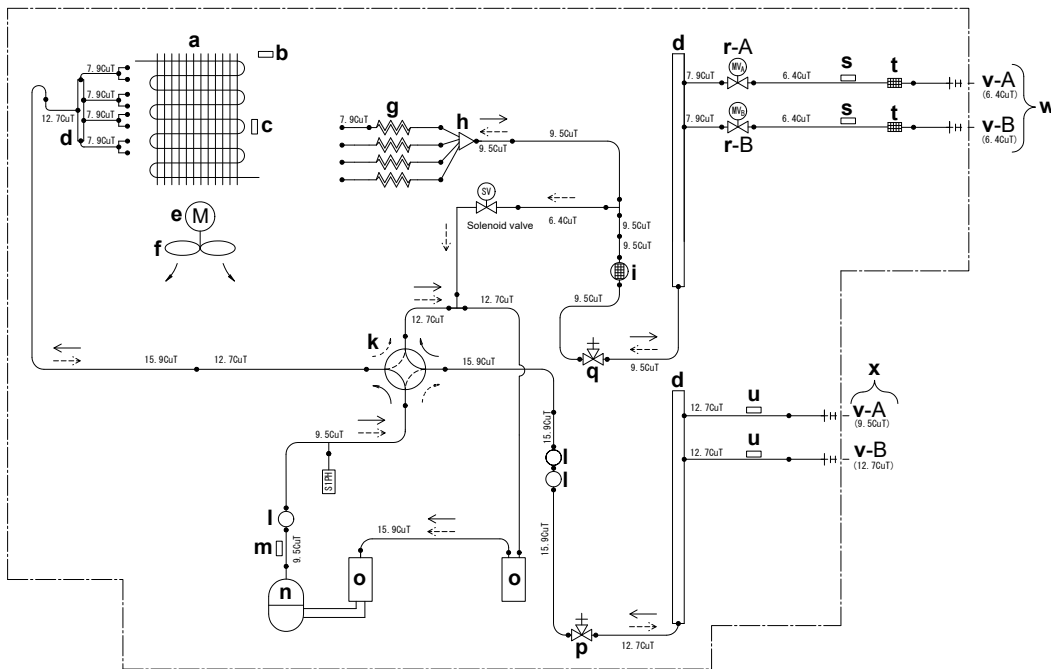 a
b
7.9CuT
7.9CuT
7.9CuT
7.9CuT
12.7CuT
d
c
e M
f
g
h
9.5CuT
9.5CuT
SV
Solenoid valve
6.4CuT
9.5CuT
9.5CuT
i
9.5CuT
q
9.5CuT
d
r-A
7.9CuT
MVA
6.4CuT
s
t
v-A
(6.4CuT)
w
7.9CuT
MVB
6.4CuT
s
t
v-B
(6.4CuT)
r-B
12.7CuT
12.7CuT
k
15.9CuT
12.7CuT
15.9CuT
9.5CuT
S1PH
l
m
9.5CuT
n
15.9CuT
o
o
15.9CuT
l
l
15.9CuT
p
12.7CuT
d
12.7CuT
u
x
v-A
(9.5CuT)
12.7CuT
u
v-B
(12.7CuT)